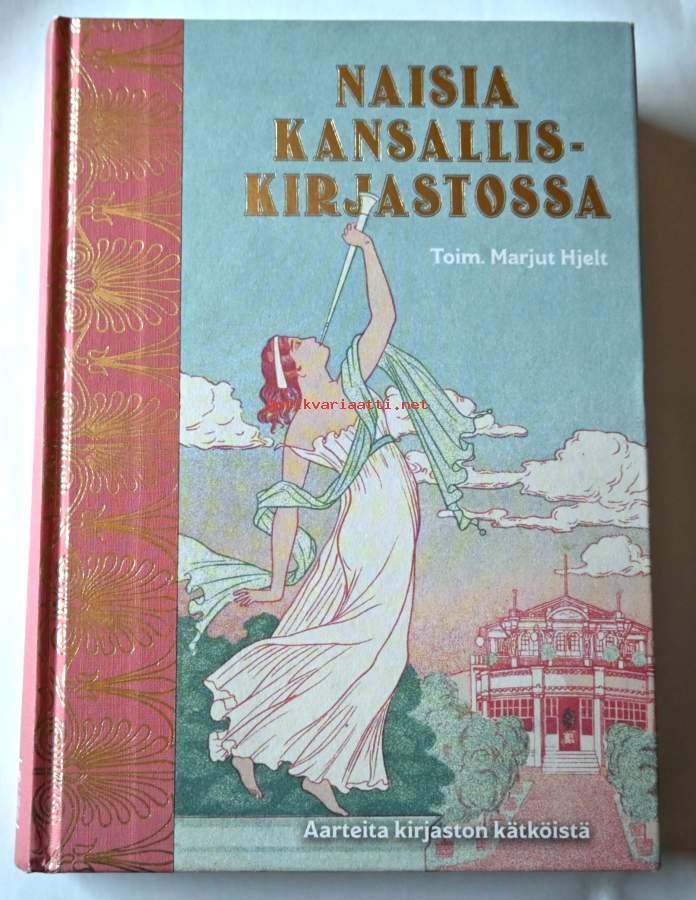 NAISIA
KANSALLIS-
KIRJASTOSSA
Toim. Marjut Hjelt
antikvariaatti.net
Aarteita kirjaston kätköistä